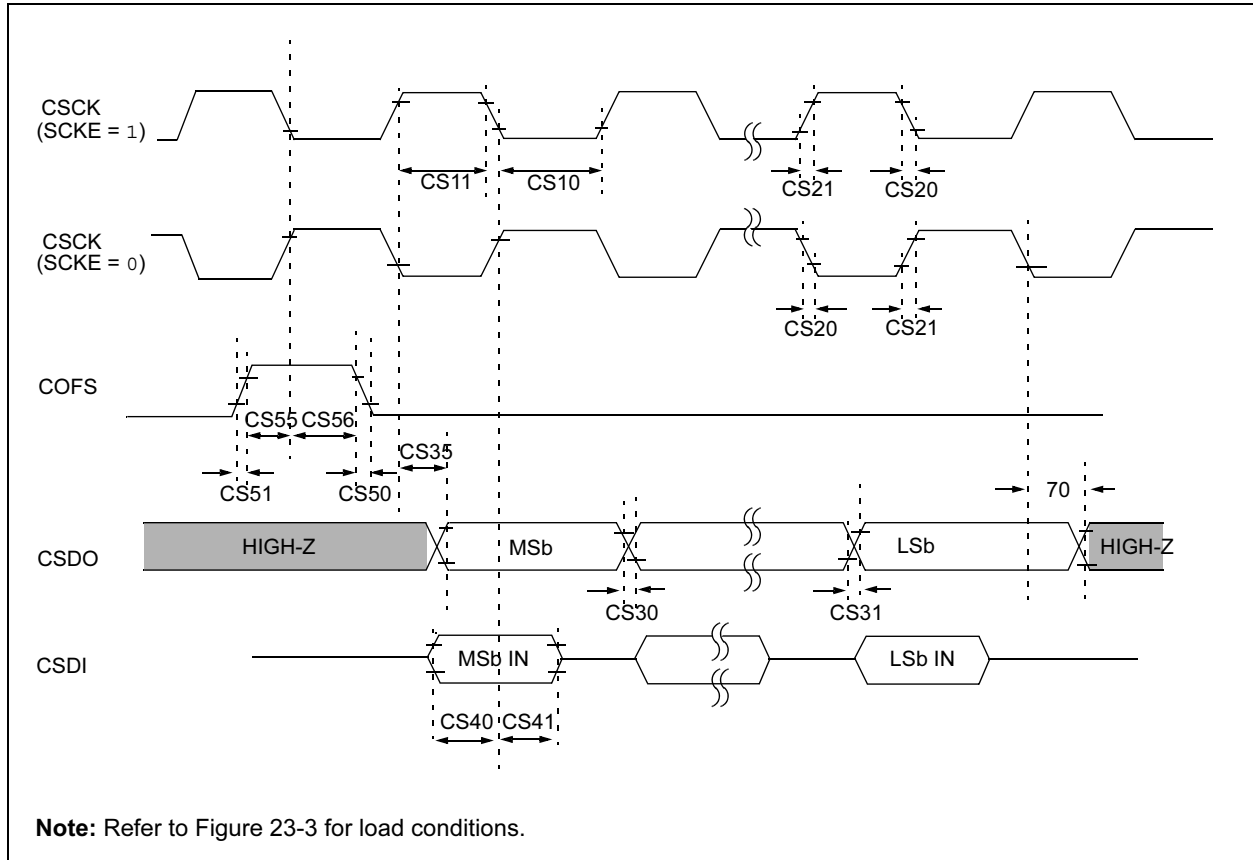 CSCK
(SCKE = 1)
CS11
CS10
CS21
CS20
CSCK
(SCKE = 0)
CS20
CS21
COFS
CS55
CS56
CS35
CS51
CS50
70
CSDO
HIGH-Z
MSb
LSb
HIGH-Z
CS30
CS31
CSDI
MSb IN
LSb IN
CS40
CS41
Note: Refer to Figure 23-3 for load conditions.